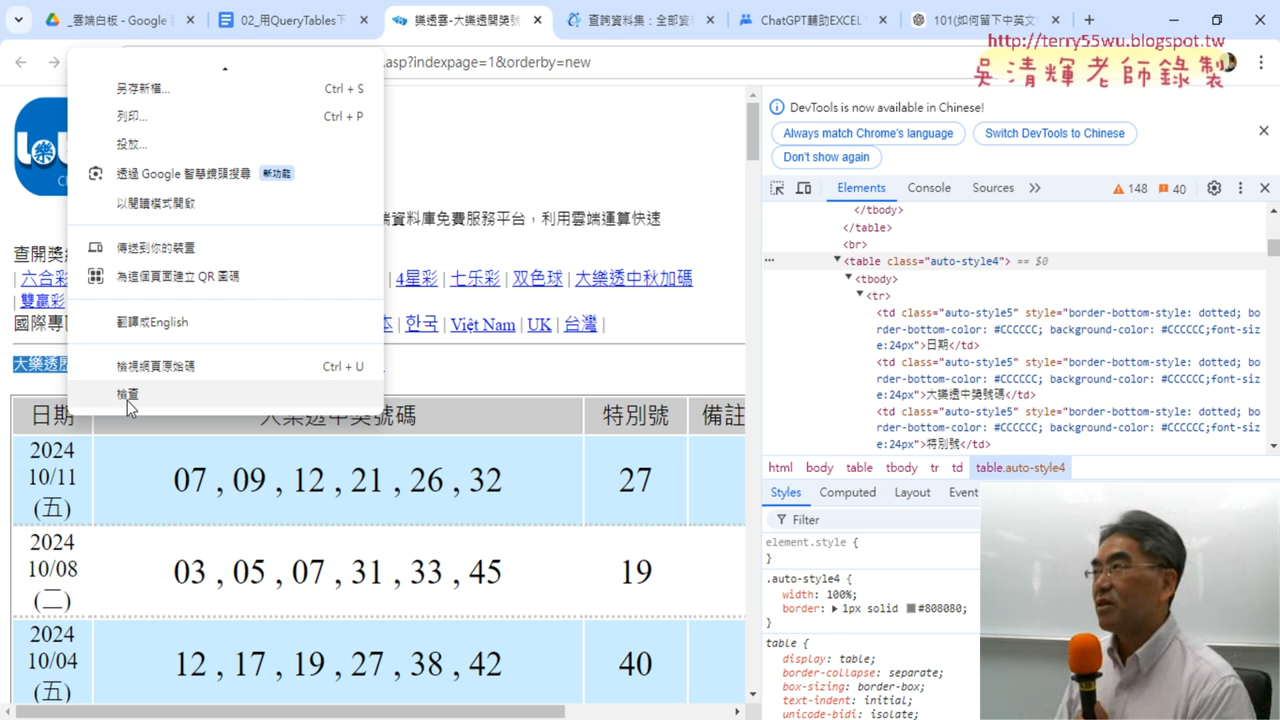 _雲端白板 - Google
02_用QueryTables下
樂透雲-大樂透開獎號
查詢資料集：全部資
ChatGPT輔助EXCEL
101(如何留下中英文
http://terry55wu.blogspot.tw
吳清輝老師錄製
.asp?indexpage=1&orderby=new
另存新檔... Ctrl + S
列印... Ctrl + P
投放...
透過 Google 智慧鏡頭搜尋 新功能
以閱讀模式開啟
傳送到你的裝置
為這個頁面建立 QR 圖碼
翻譯成English
檢視網頁原始碼 Ctrl + U
檢查
資料庫免費服務平台，利用雲端運算快速
查開獎
| 六合彩
| 4星彩 | 七乐彩 | 双色球 | 大樂透中秋加碼
| 雙贏彩
國際專
| 한국 | Việt Nam | UK | 台灣 |
大樂透
日期 大樂透中獎號碼 特別號 備註
2024
10/11
(五)
07 , 09 , 12 , 21 , 26 , 32 27
2024
10/08
(二)
03 , 05 , 07 , 31 , 33 , 45 19
2024
10/04
(五)
12 , 17 , 19 , 27 , 38 , 42 40
DevTools is now available in Chinese!
Always match Chrome's language
Switch DevTools to Chinese
Don't show again
Elements Console Sources 148 40
</tbody>
</table>
<br>
<table class="auto-style4"> == $0
<tbody>
<tr>
<td class="auto-style5" style="border-bottom-style: dotted; bo
rder-bottom-color: #CCCCCC; background-color: #CCCCCC;font-siz
e:24px">日期</td>
<td class="auto-style5" style="border-bottom-style: dotted; bo
rder-bottom-color: #CCCCCC; background-color: #CCCCCC;font-siz
e:24px">大樂透中獎號碼</td>
<td class="auto-style5" style="border-bottom-style: dotted; bo
rder-bottom-color: #CCCCCC; background-color: #CCCCCC;font-siz
e:24px">特別號</td>
html body table tbody tr td table.auto-style4
Styles Computed Layout Event
Filter
element.style {
}
.auto-style4 {
width: 100%;
border: 1px solid #808080;
}
table {
display: table;
border-collapse: separate;
box-sizing: border-box;
text-indent: initial;
unicode-bidi: isolate;